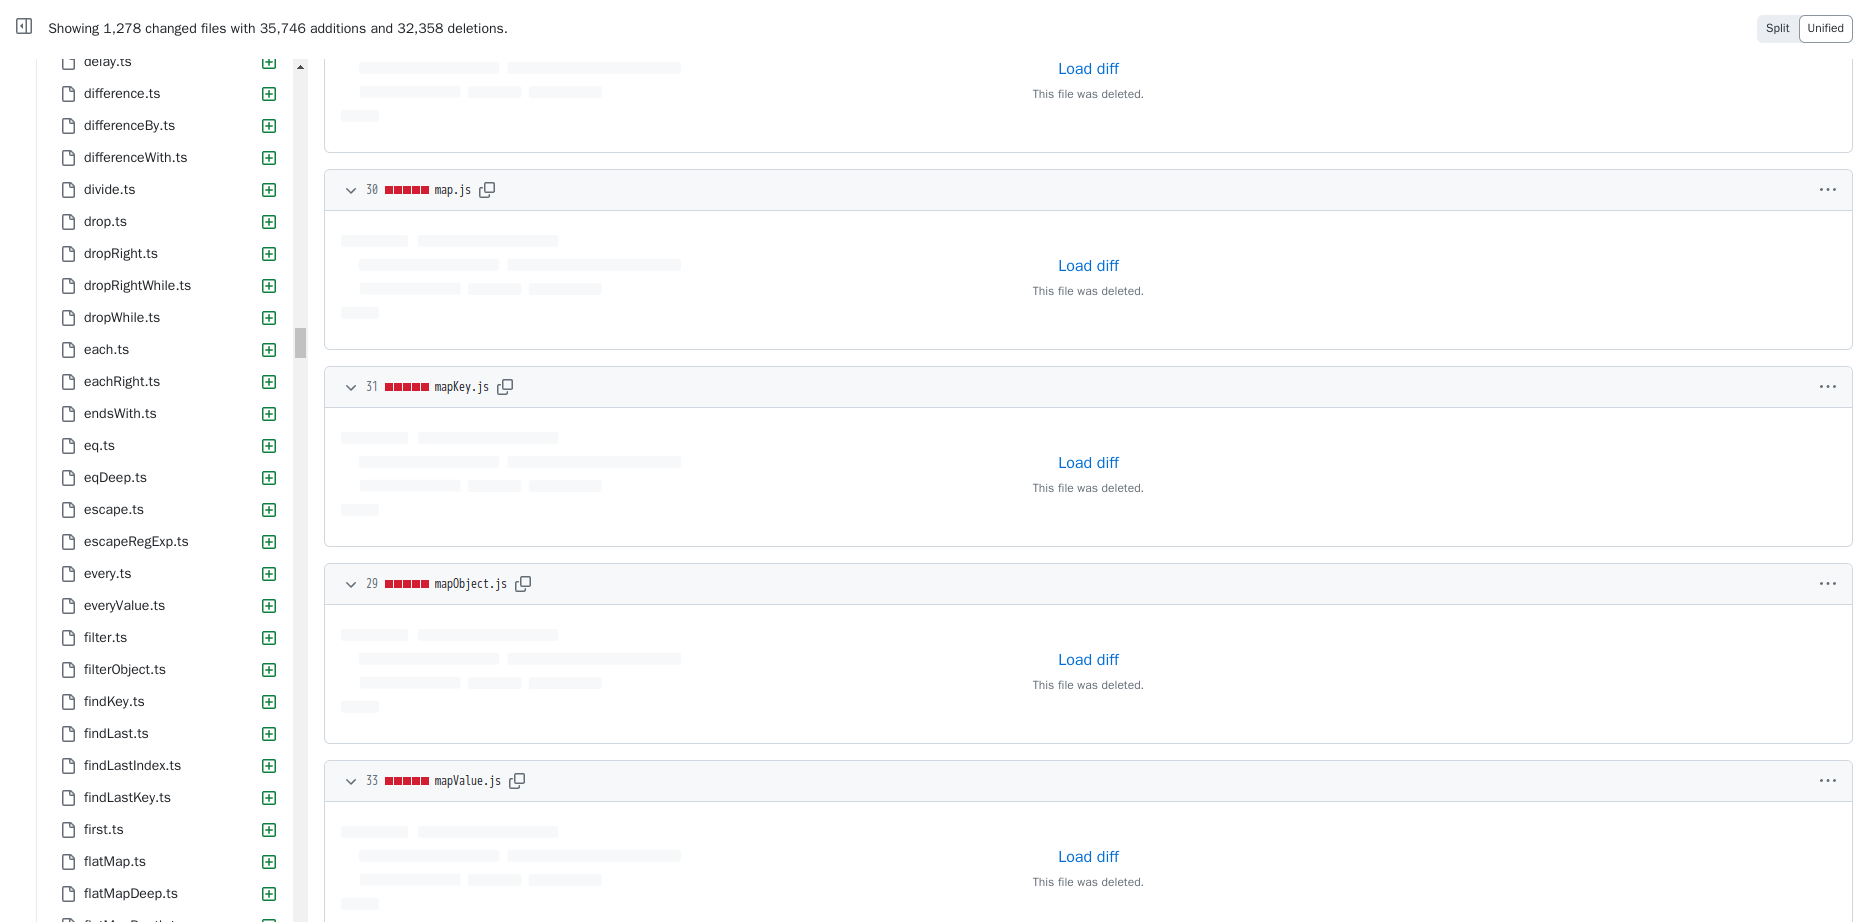 Showing 1,278 changed files with 35,746 additions and 32,358 deletions.
Split
Unified
delay.ts
difference.ts
differenceBy.ts
differenceWith.ts
divide.ts
drop.ts
dropRight.ts
dropRightWhile.ts
dropWhile.ts
each.ts
eachRight.ts
endsWith.ts
eq.ts
eqDeep.ts
escape.ts
escapeRegExp.ts
every.ts
everyValue.ts
filter.ts
filterObject.ts
findKey.ts
findLast.ts
findLastIndex.ts
findLastKey.ts
first.ts
flatMap.ts
flatMapDeep.ts
Load diff
This file was deleted.
30 map.js
Load diff
This file was deleted.
31 mapKey.js
Load diff
This file was deleted.
29 mapObject.js
Load diff
This file was deleted.
33 mapValue.js
Load diff
This file was deleted.